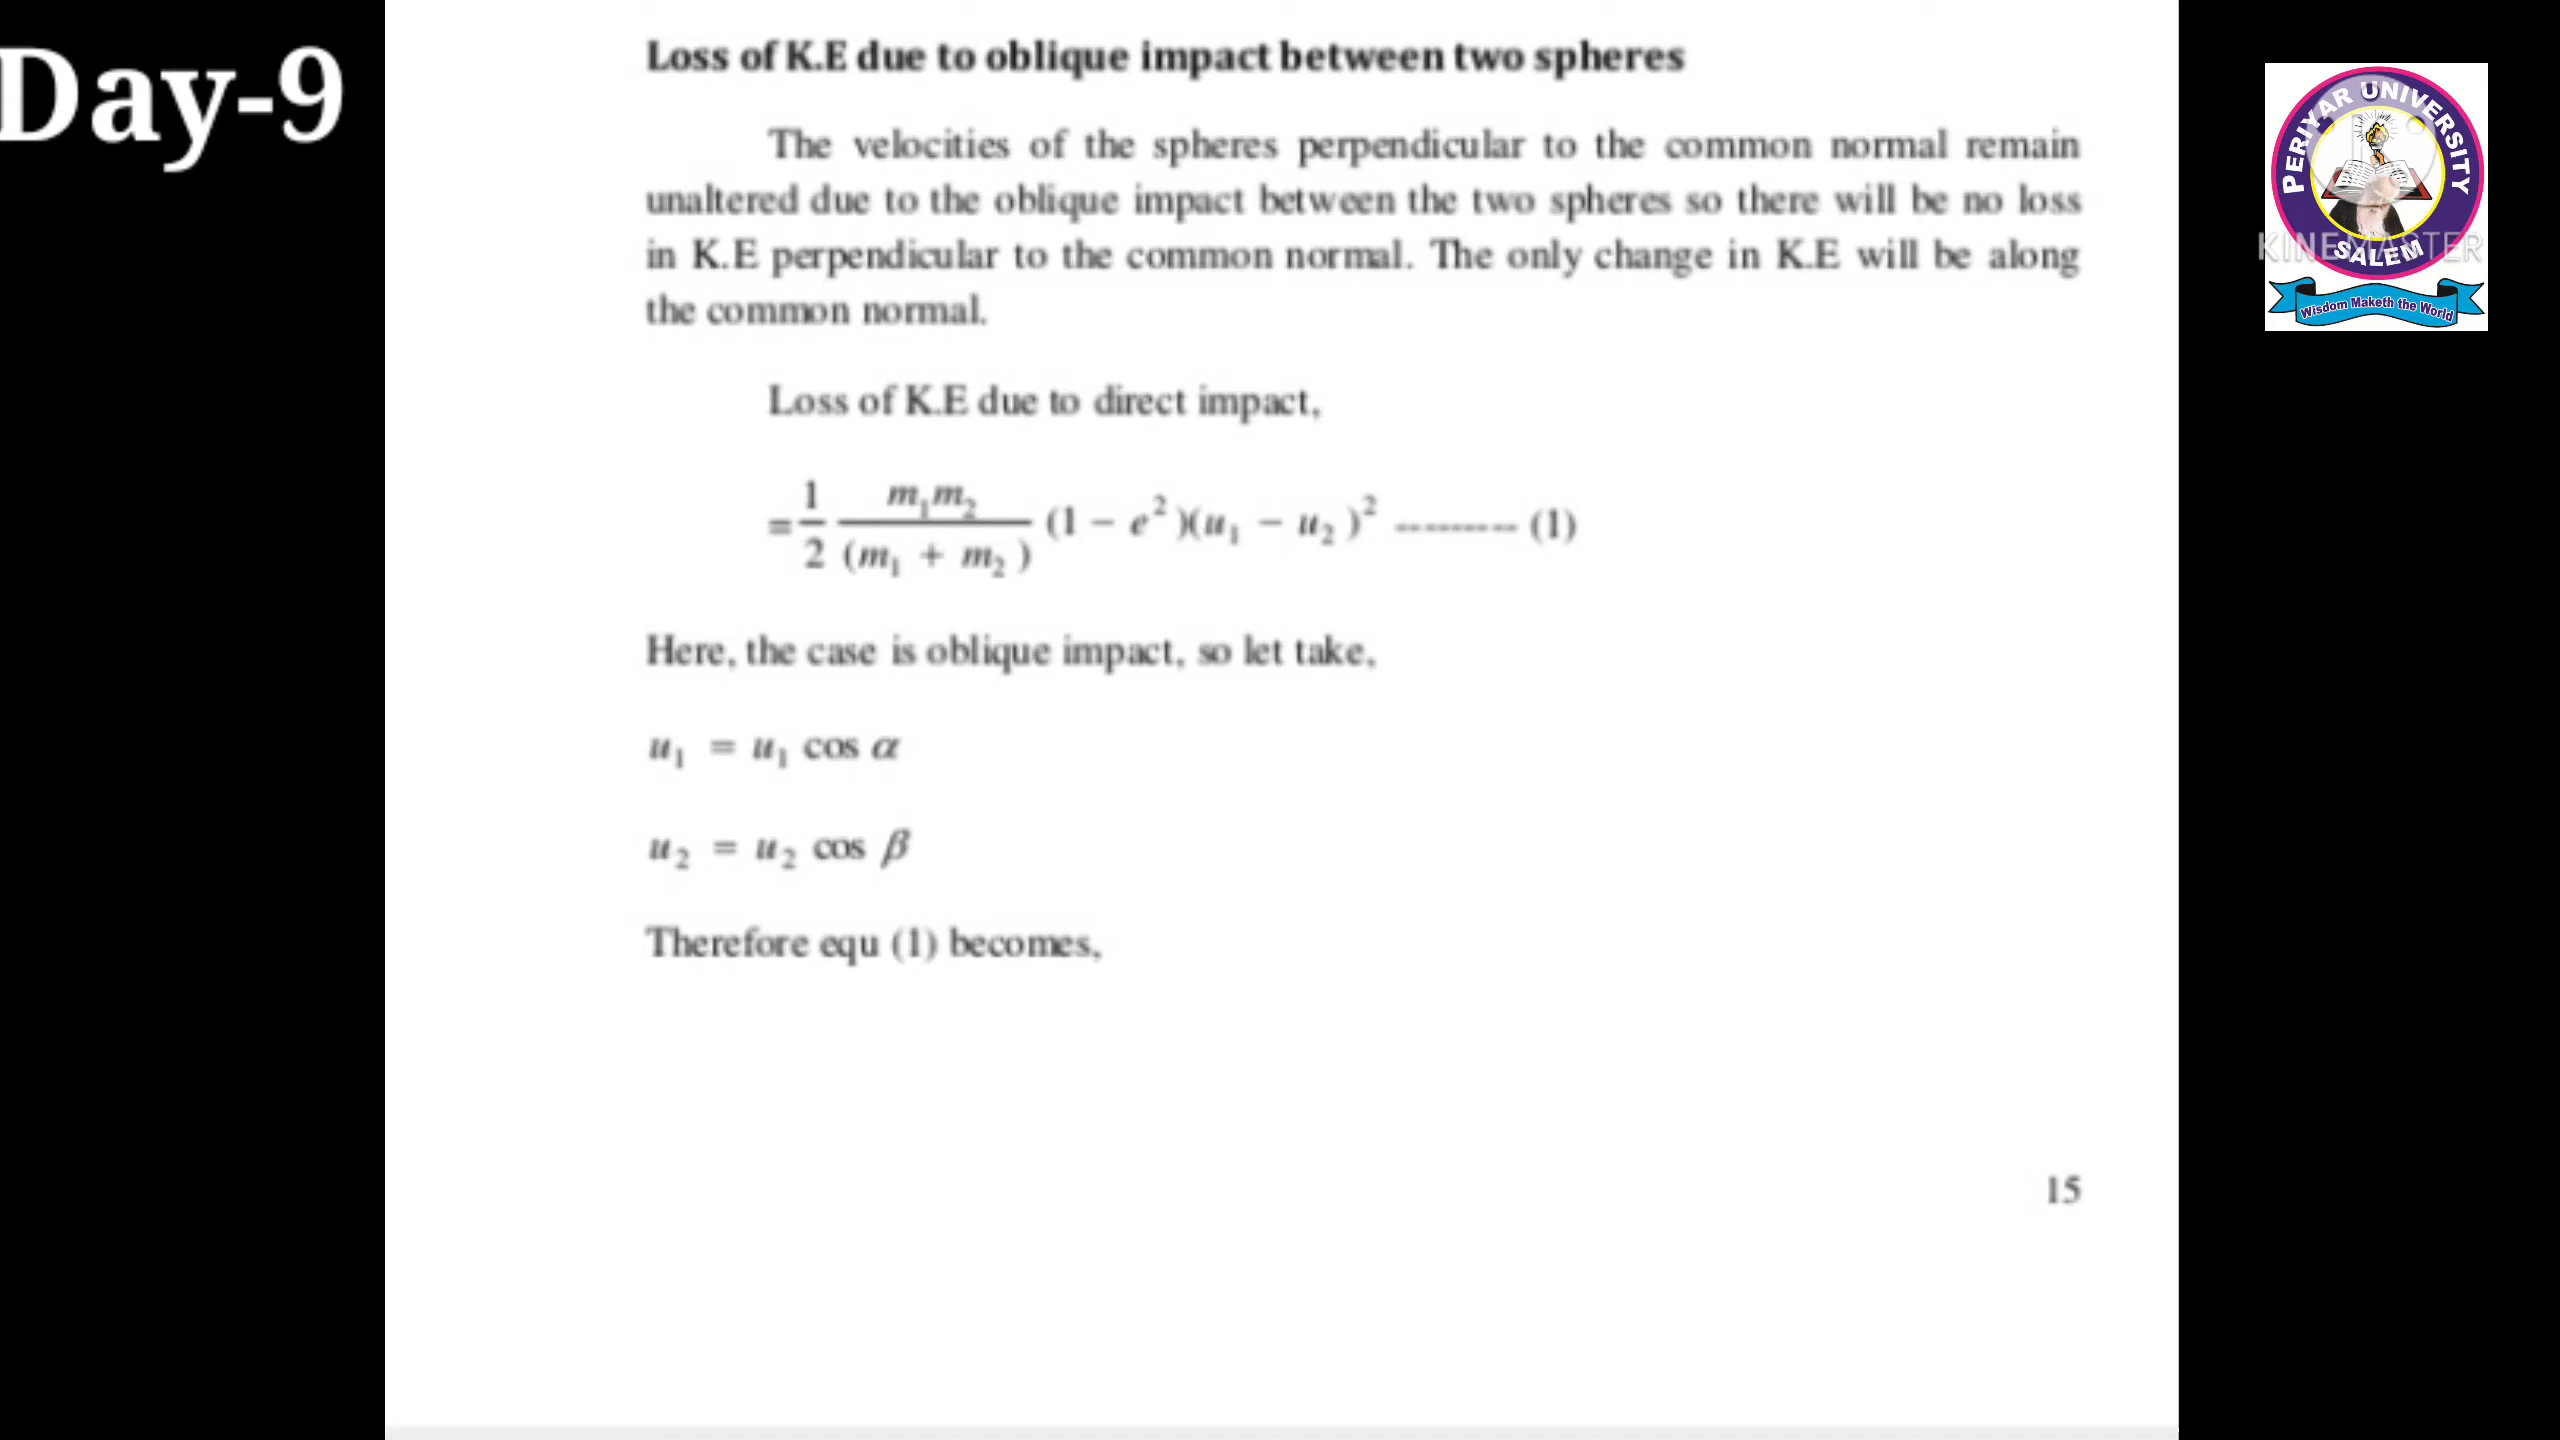 Day-9
Loss of K.E due to oblique impact between two spheres
The velocities of the spheres perpendicular to the common normal remain
unaltered due to the oblique impact between the two spheres so there will be no loss
in K.E perpendicular to the common normal. The only change in K.E will be along
the common normal.
Loss of K.E due to direct impact,
= 1/2 m₁m₂/(m₁ + m₂) (1 − e²)(u₁ − u₂)² --------- (1)
Here, the case is oblique impact, so let take,
u₁ = u₁ cos α
u₂ = u₂ cos β
Therefore equ (1) becomes,
15
PERIYAR UNIVERSITY
KINEMASTER
SALEM
Wisdom Maketh the World